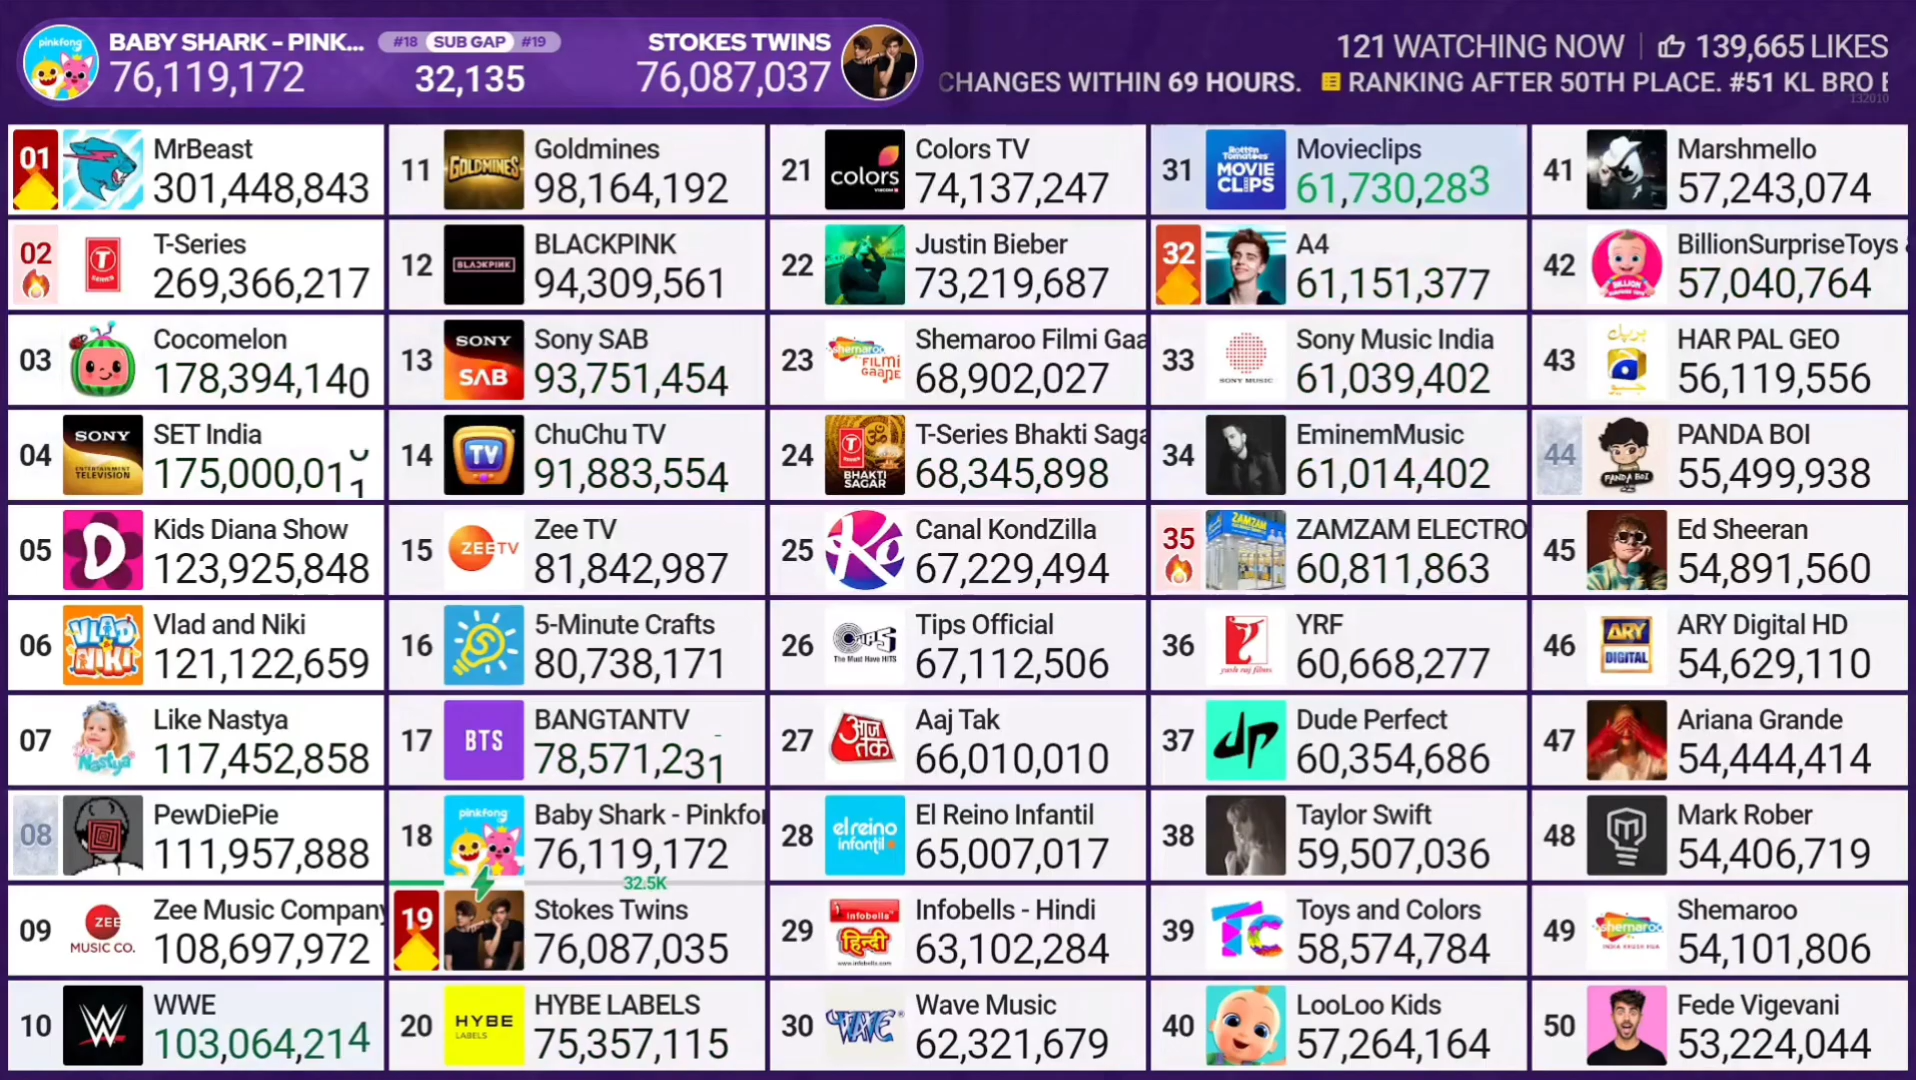 BABY SHARK – PINK...
#18 SUB GAP #19
STOKES TWINS
76,119,172
32,135
76,087,037
121 WATCHING NOW
139,665 LIKES
CHANGES WITHIN 69 HOURS.
RANKING AFTER 50TH PLACE. #51 KL BRO
132010
01 MrBeast
301,448,843
02 T-Series
269,366,217
03 Cocomelon
178,394,140
04 SET India
175,000,01
05 Kids Diana Show
123,925,848
06 Vlad and Niki
121,122,659
07 Like Nastya
117,452,858
08 PewDiePie
111,957,888
09 Zee Music Company
108,697,972
10 WWE
103,064,214
11 Goldmines
98,164,192
12 BLACKPINK
94,309,561
13 Sony SAB
93,751,454
14 ChuChu TV
91,883,554
15 Zee TV
81,842,987
16 5-Minute Crafts
80,738,171
17 BANGTANTV
78,571,231
18 Baby Shark - Pinkfo
76,119,172
32.5K
19 Stokes Twins
76,087,035
20 HYBE LABELS
75,357,115
21 Colors TV
74,137,247
22 Justin Bieber
73,219,687
23 Shemaroo Filmi Gaa
68,902,027
24 T-Series Bhakti Saga
68,345,898
25 Canal KondZilla
67,229,494
26 Tips Official
67,112,506
27 Aaj Tak
66,010,010
28 El Reino Infantil
65,007,017
29 Infobells - Hindi
63,102,284
30 Wave Music
62,321,679
31 Movieclips
61,730,283
32 A4
61,151,377
33 Sony Music India
61,039,402
34 EminemMusic
61,014,402
35 ZAMZAM ELECTRO
60,811,863
36 YRF
60,668,277
37 Dude Perfect
60,354,686
38 Taylor Swift
59,507,036
39 Toys and Colors
58,574,784
40 LooLoo Kids
57,264,164
41 Marshmello
57,243,074
42 BillionSurpriseToys
57,040,764
43 HAR PAL GEO
56,119,556
44 PANDA BOI
55,499,938
45 Ed Sheeran
54,891,560
46 ARY Digital HD
54,629,110
47 Ariana Grande
54,444,414
48 Mark Rober
54,406,719
49 Shemaroo
54,101,806
50 Fede Vigevani
53,224,044